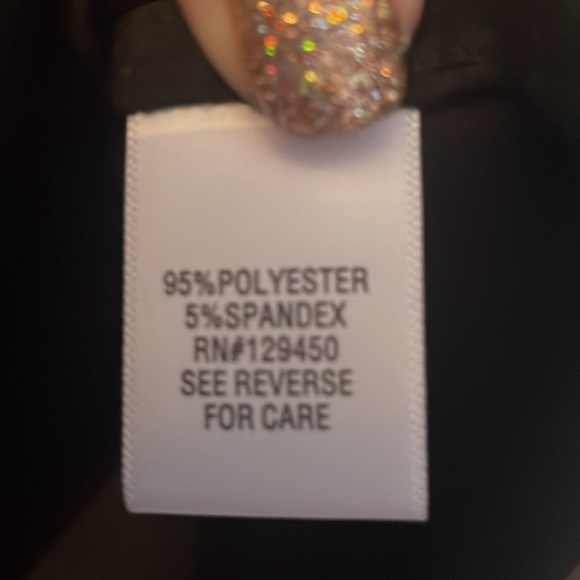 95%POLYESTER
5%SPANDEX
RN#129450
SEE REVERSE
FOR CARE